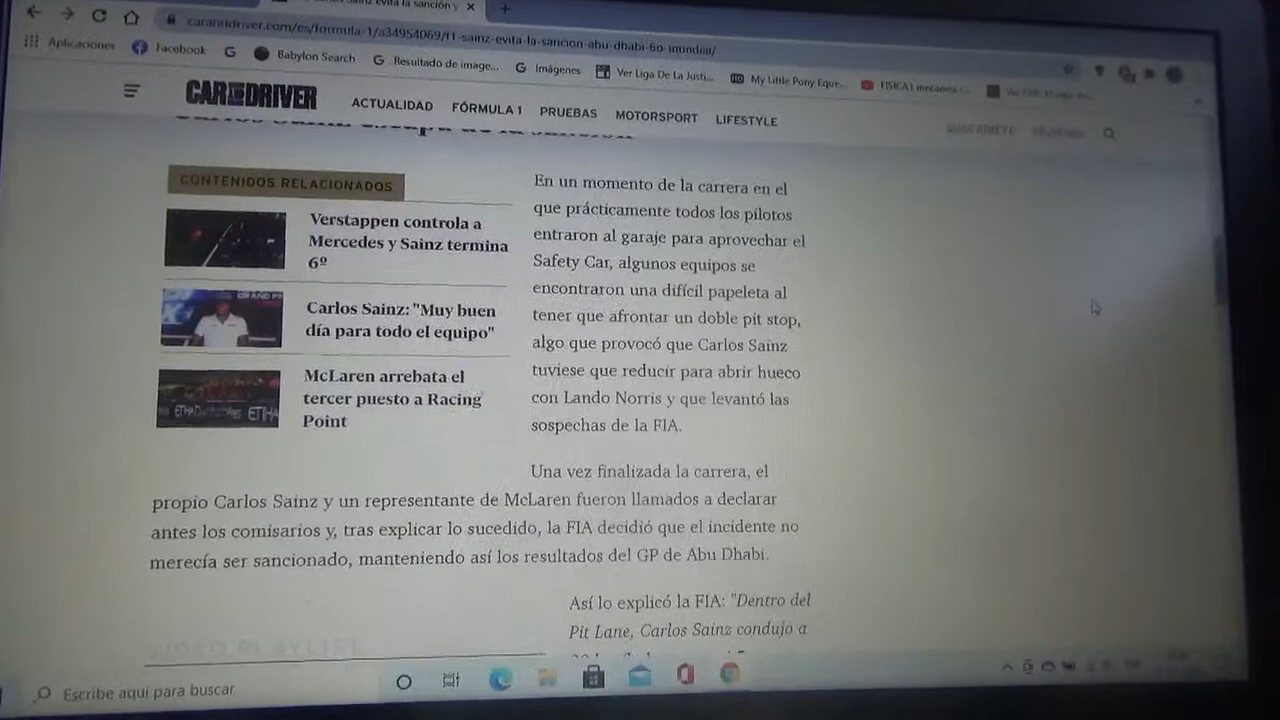 Sainz evita la sanción y
caranddriver.com/es/formula-1/a34954069/f1-sainz-evita-la-sancion-abu-dhabi-60-mundial/
Aplicaciones Facebook Babylon Search Resultado de image... Imágenes Ver Liga De La Justi... My Little Pony Eque... FISICA I mecanica
CAR AND DRIVER ACTUALIDAD FÓRMULA 1 PRUEBAS MOTORSPORT LIFESTYLE SUSCRÍBETE
CONTENIDOS RELACIONADOS
Verstappen controla a
Mercedes y Sainz termina
6º
Carlos Sainz: "Muy buen
día para todo el equipo"
McLaren arrebata el
tercer puesto a Racing
Point
En un momento de la carrera en el
que prácticamente todos los pilotos
entraron al garaje para aprovechar el
Safety Car, algunos equipos se
encontraron una difícil papeleta al
tener que afrontar un doble pit stop,
algo que provocó que Carlos Sainz
tuviese que reducir para abrir hueco
con Lando Norris y que levantó las
sospechas de la FIA.
Una vez finalizada la carrera, el
propio Carlos Sainz y un representante de McLaren fueron llamados a declarar
antes los comisarios y, tras explicar lo sucedido, la FIA decidió que el incidente no
merecía ser sancionado, manteniendo así los resultados del GP de Abu Dhabi.
Así lo explicó la FIA: "Dentro del
Pit Lane, Carlos Sainz condujo a
VIDEO PLAYLIST
Escribe aquí para buscar